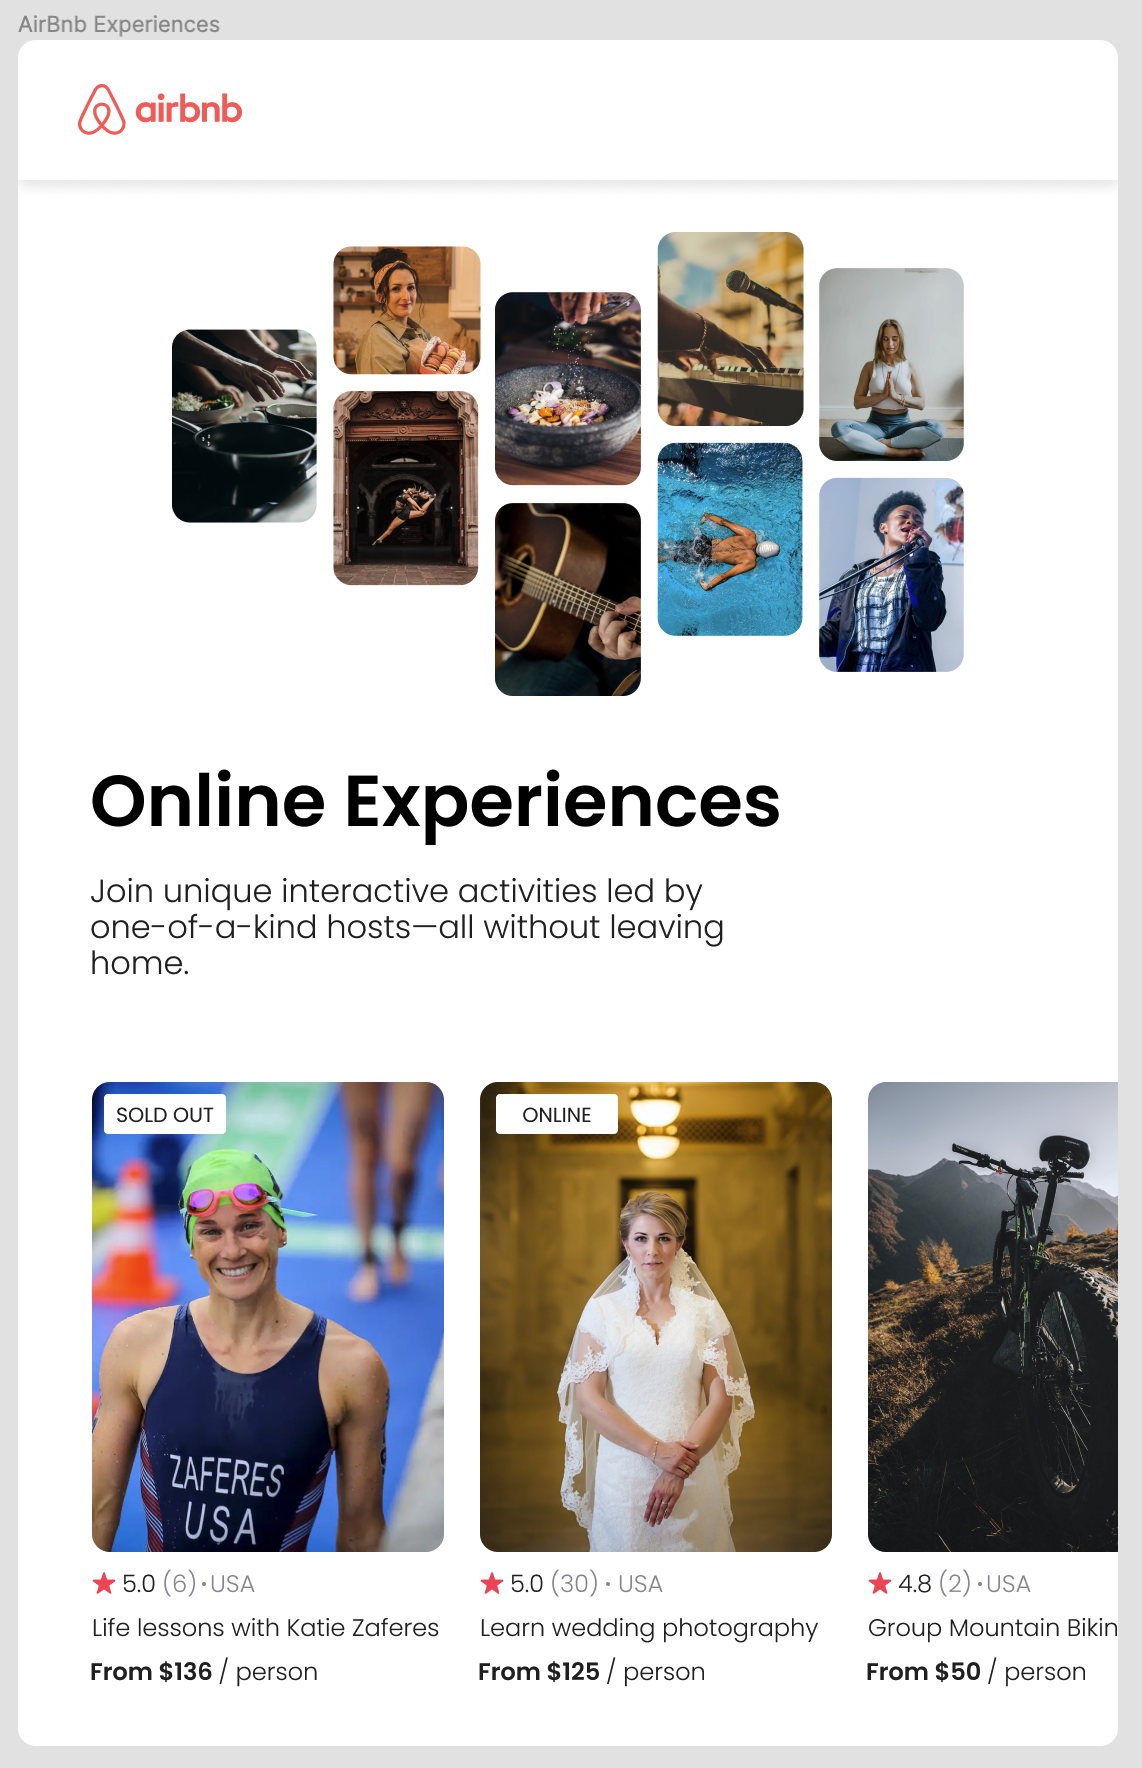 AirBnb Experiences
airbnb
Online Experiences
Join unique interactive activities led by
one-of-a-kind hosts—all without leaving
home.
SOLD OUT
ZAFERES
USA
5.0 (6) · USA
Life lessons with Katie Zaferes
From $136 / person
ONLINE
5.0 (30) · USA
Learn wedding photography
From $125 / person
4.8 (2) · USA
Group Mountain Bikin
From $50 / person